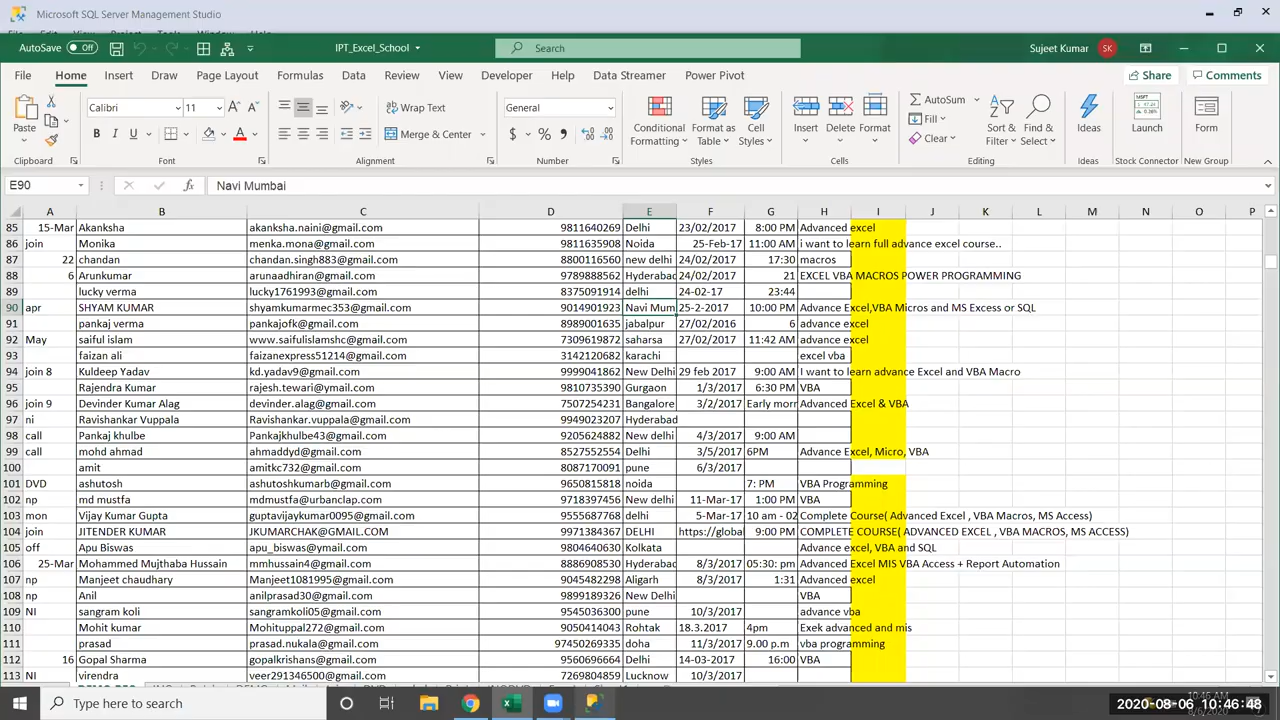 Microsoft SQL Server Management Studio
AutoSave Off IPT_Excel_School Search Sujeet Kumar SK
File Home Insert Draw Page Layout Formulas Data Review View Developer Help Data Streamer Power Pivot Share Comments
Paste Calibri 11 Wrap Text General Conditional Formatting Format as Table Cell Styles Insert Delete Format AutoSum Sort & Filter Find & Select Ideas Launch Form
B I U Merge & Center $ % Fill
Clear
Clipboard Font Alignment Number Styles Cells Editing Ideas Stock Connector New Group
E90 fx Navi Mumbai
A B C D E F G H I J K L M N O P
85 15-Mar Akanksha akanksha.naini@gmail.com 9811640269 Delhi 23/02/2017 8:00 PM Advanced excel
86 join Monika menka.mona@gmail.com 9811635908 Noida 25-Feb-17 11:00 AM i want to learn full advance excel course..
87 22 chandan chandan.singh883@gmail.com 8800116560 new delhi 24/02/2017 17:30 macros
88 6 Arunkumar arunaadhiran@gmail.com 9789888562 Hyderabad 24/02/2017 21 EXCEL VBA MACROS POWER PROGRAMMING
89 lucky verma lucky1761993@gmail.com 8375091914 delhi 24-02-17 23:44
90 apr SHYAM KUMAR shyamkumarmec353@gmail.com 9014901923 Navi Mum 25-2-2017 10:00 PM Advance Excel,VBA Micros and MS Excess or SQL
91 pankaj verma pankajofk@gmail.com 8989001635 jabalpur 27/02/2016 6 advance excel
92 May saiful islam www.saifulislamshc@gmail.com 7309619872 saharsa 27/02/2017 11:42 AM advance excel
93 faizan ali faizanexpress51214@gmail.com 3142120682 karachi excel vba
94 join 8 Kuldeep Yadav kd.yadav9@gmail.com 9999041862 New Delhi 29 feb 2017 9:00 AM I want to learn advance Excel and VBA Macro
95 Rajendra Kumar rajesh.tewari@ymail.com 9810735390 Gurgaon 1/3/2017 6:30 PM VBA
96 join 9 Devinder Kumar Alag devinder.alag@gmail.com 7507254231 Bangalore 3/2/2017 Early morn Advanced Excel & VBA
97 ni Ravishankar Vuppala Ravishankar.vuppala@gmail.com 9949023207 Hyderabad
98 call Pankaj khulbe Pankajkhulbe43@gmail.com 9205624882 New delhi 4/3/2017 9:00 AM
99 call mohd ahmad ahmaddyd@gmail.com 8527552554 Delhi 3/5/2017 6PM Advance Excel, Micro, VBA
100 amit amitkc732@gmail.com 8087170091 pune 6/3/2017
101 DVD ashutosh ashutoshkumarb@gmail.com 9650815818 noida 7: PM VBA Programming
102 np md mustfa mdmustfa@urbanclap.com 9718397456 New delhi 11-Mar-17 1:00 PM VBA
103 mon Vijay Kumar Gupta guptavijaykumar0095@gmail.com 9555687768 delhi 5-Mar-17 10 am - 02 Complete Course( Advanced Excel , VBA Macros, MS Access)
104 join JITENDER KUMAR JKUMARCHAK@GMAIL.COM 9971384367 DELHI https://global 9:00 PM COMPLETE COURSE( ADVANCED EXCEL , VBA MACROS, MS ACCESS)
105 off Apu Biswas apu_biswas@ymail.com 9804640630 Kolkata Advance excel, VBA and SQL
106 25-Mar Mohammed Mujthaba Hussain mmhussain4@gmail.com 8886908530 Hyderabad 8/3/2017 05:30: pm Advanced Excel MIS VBA Access + Report Automation
107 np Manjeet chaudhary Manjeet1081995@gmail.com 9045482298 Aligarh 8/3/2017 1:31 Advanced excel
108 np Anil anilprasad30@gmail.com 9899189326 New Delhi VBA
109 NI sangram koli sangramkoli05@gmail.com 9545036300 pune 10/3/2017 advance vba
110 Mohit kumar Mohituppal272@gmail.com 9050414043 Rohtak 18.3.2017 4pm Exek advanced and mis
111 prasad prasad.nukala@gmail.com 97450269335 doha 11/3/2017 9.00 p.m vba programming
112 16 Gopal Sharma gopalkrishans@gmail.com 9560696664 Delhi 14-03-2017 16:00 VBA
113 NI virendra veer291346500@gmail.com 7269804859 Lucknow 10/3/2017
Type here to search
10:46 AM
2020-08-06 10:46:48